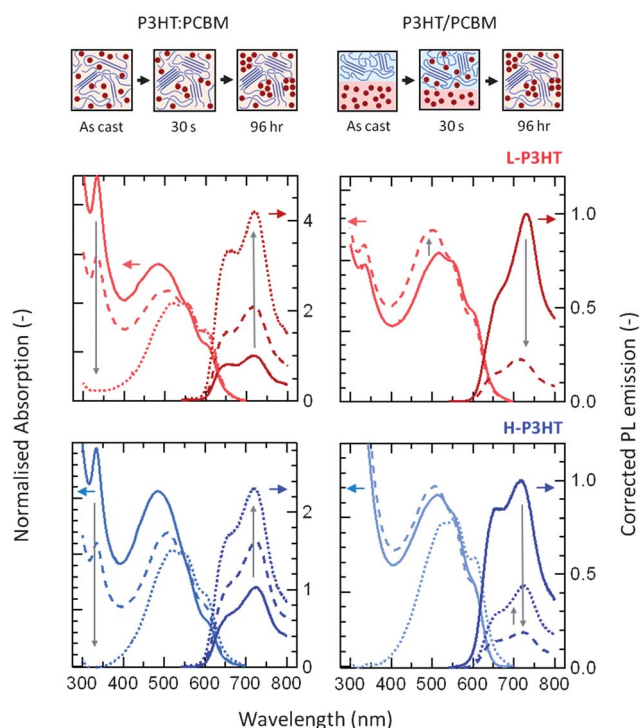 P3HT:PCBM P3HT/PCBM
As cast 30 s 96 hr As cast 30 s 96 hr
L-P3HT
4
2
0
1.0
0.5
0.0
H-P3HT
2
1
0
1.0
0.5
0.0
300 400 500 600 700 800 300 400 500 600 700 800
Normalised Absorption (-)
Corrected PL emission (-)
Wavelength (nm)